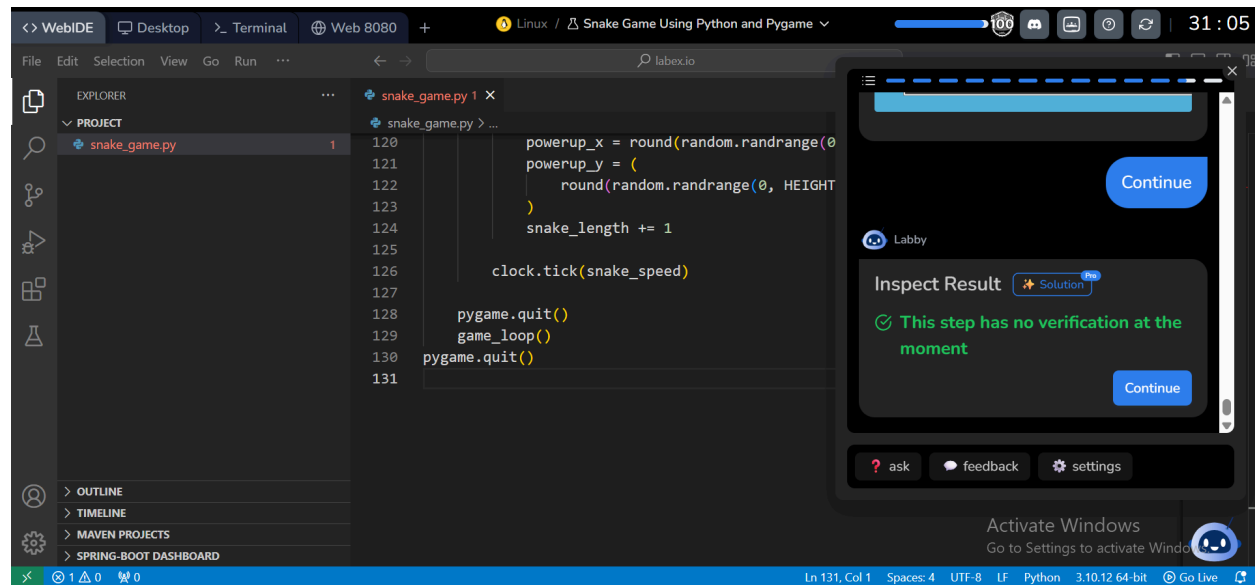 <> WebIDE Desktop >_ Terminal Web 8080 + Linux / Snake Game Using Python and Pygame 100 31:05
File Edit Selection View Go Run ··· ← → labex.io
EXPLORER ···
PROJECT
snake_game.py 1
snake_game.py 1 ×
snake_game.py > ...
120 powerup_x = round(random.randrange(0
121 powerup_y = (
122 round(random.randrange(0, HEIGHT
123 )
124 snake_length += 1
125
126 clock.tick(snake_speed)
127
128 pygame.quit()
129 game_loop()
130 pygame.quit()
131
Continue
Labby
Inspect Result Solution Pro
This step has no verification at the
moment
Continue
? ask feedback settings
OUTLINE
TIMELINE
MAVEN PROJECTS
SPRING-BOOT DASHBOARD
Activate Windows
Go to Settings to activate Windo
1 0 0 Ln 131, Col 1 Spaces: 4 UTF-8 LF Python 3.10.12 64-bit Go Live